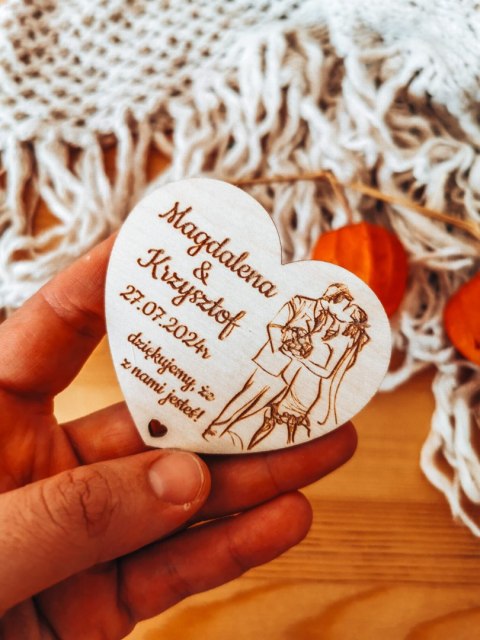 Magdalena
&
Krzysztof
27.07.2024r
dziękujemy, że
z nami jesteś!